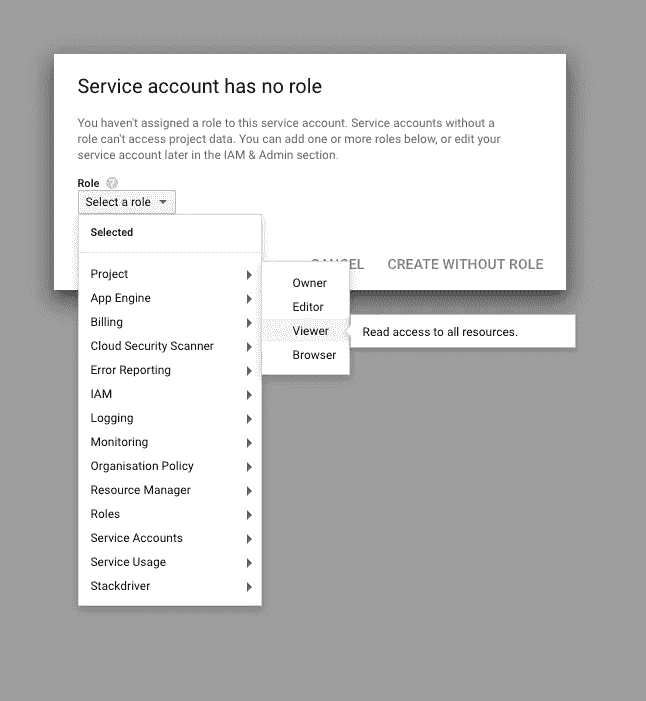 Service account has no role
You haven't assigned a role to this service account. Service accounts without a
role can't access project data. You can add one or more roles below, or edit your
service account later in the IAM & Admin section.
Role
Select a role
Selected
Project
App Engine
Billing
Cloud Security Scanner
Error Reporting
IAM
Logging
Monitoring
Organisation Policy
Resource Manager
Roles
Service Accounts
Service Usage
Stackdriver
Owner
Editor
Viewer
Browser
Read access to all resources.
CANCEL
CREATE WITHOUT ROLE